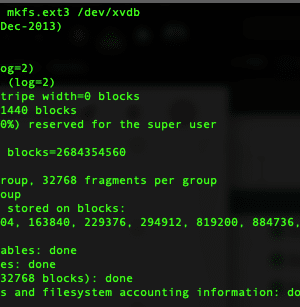 mkfs.ext3 /dev/xvdb
Dec-2013)
og=2)
(log=2)
tripe width=0 blocks
1440 blocks
0%) reserved for the super user
blocks=2684354560
roup, 32768 fragments per group
oup
stored on blocks:
04, 163840, 229376, 294912, 819200, 884736,
ables: done
es: done
32768 blocks): done
s and filesystem accounting information: do